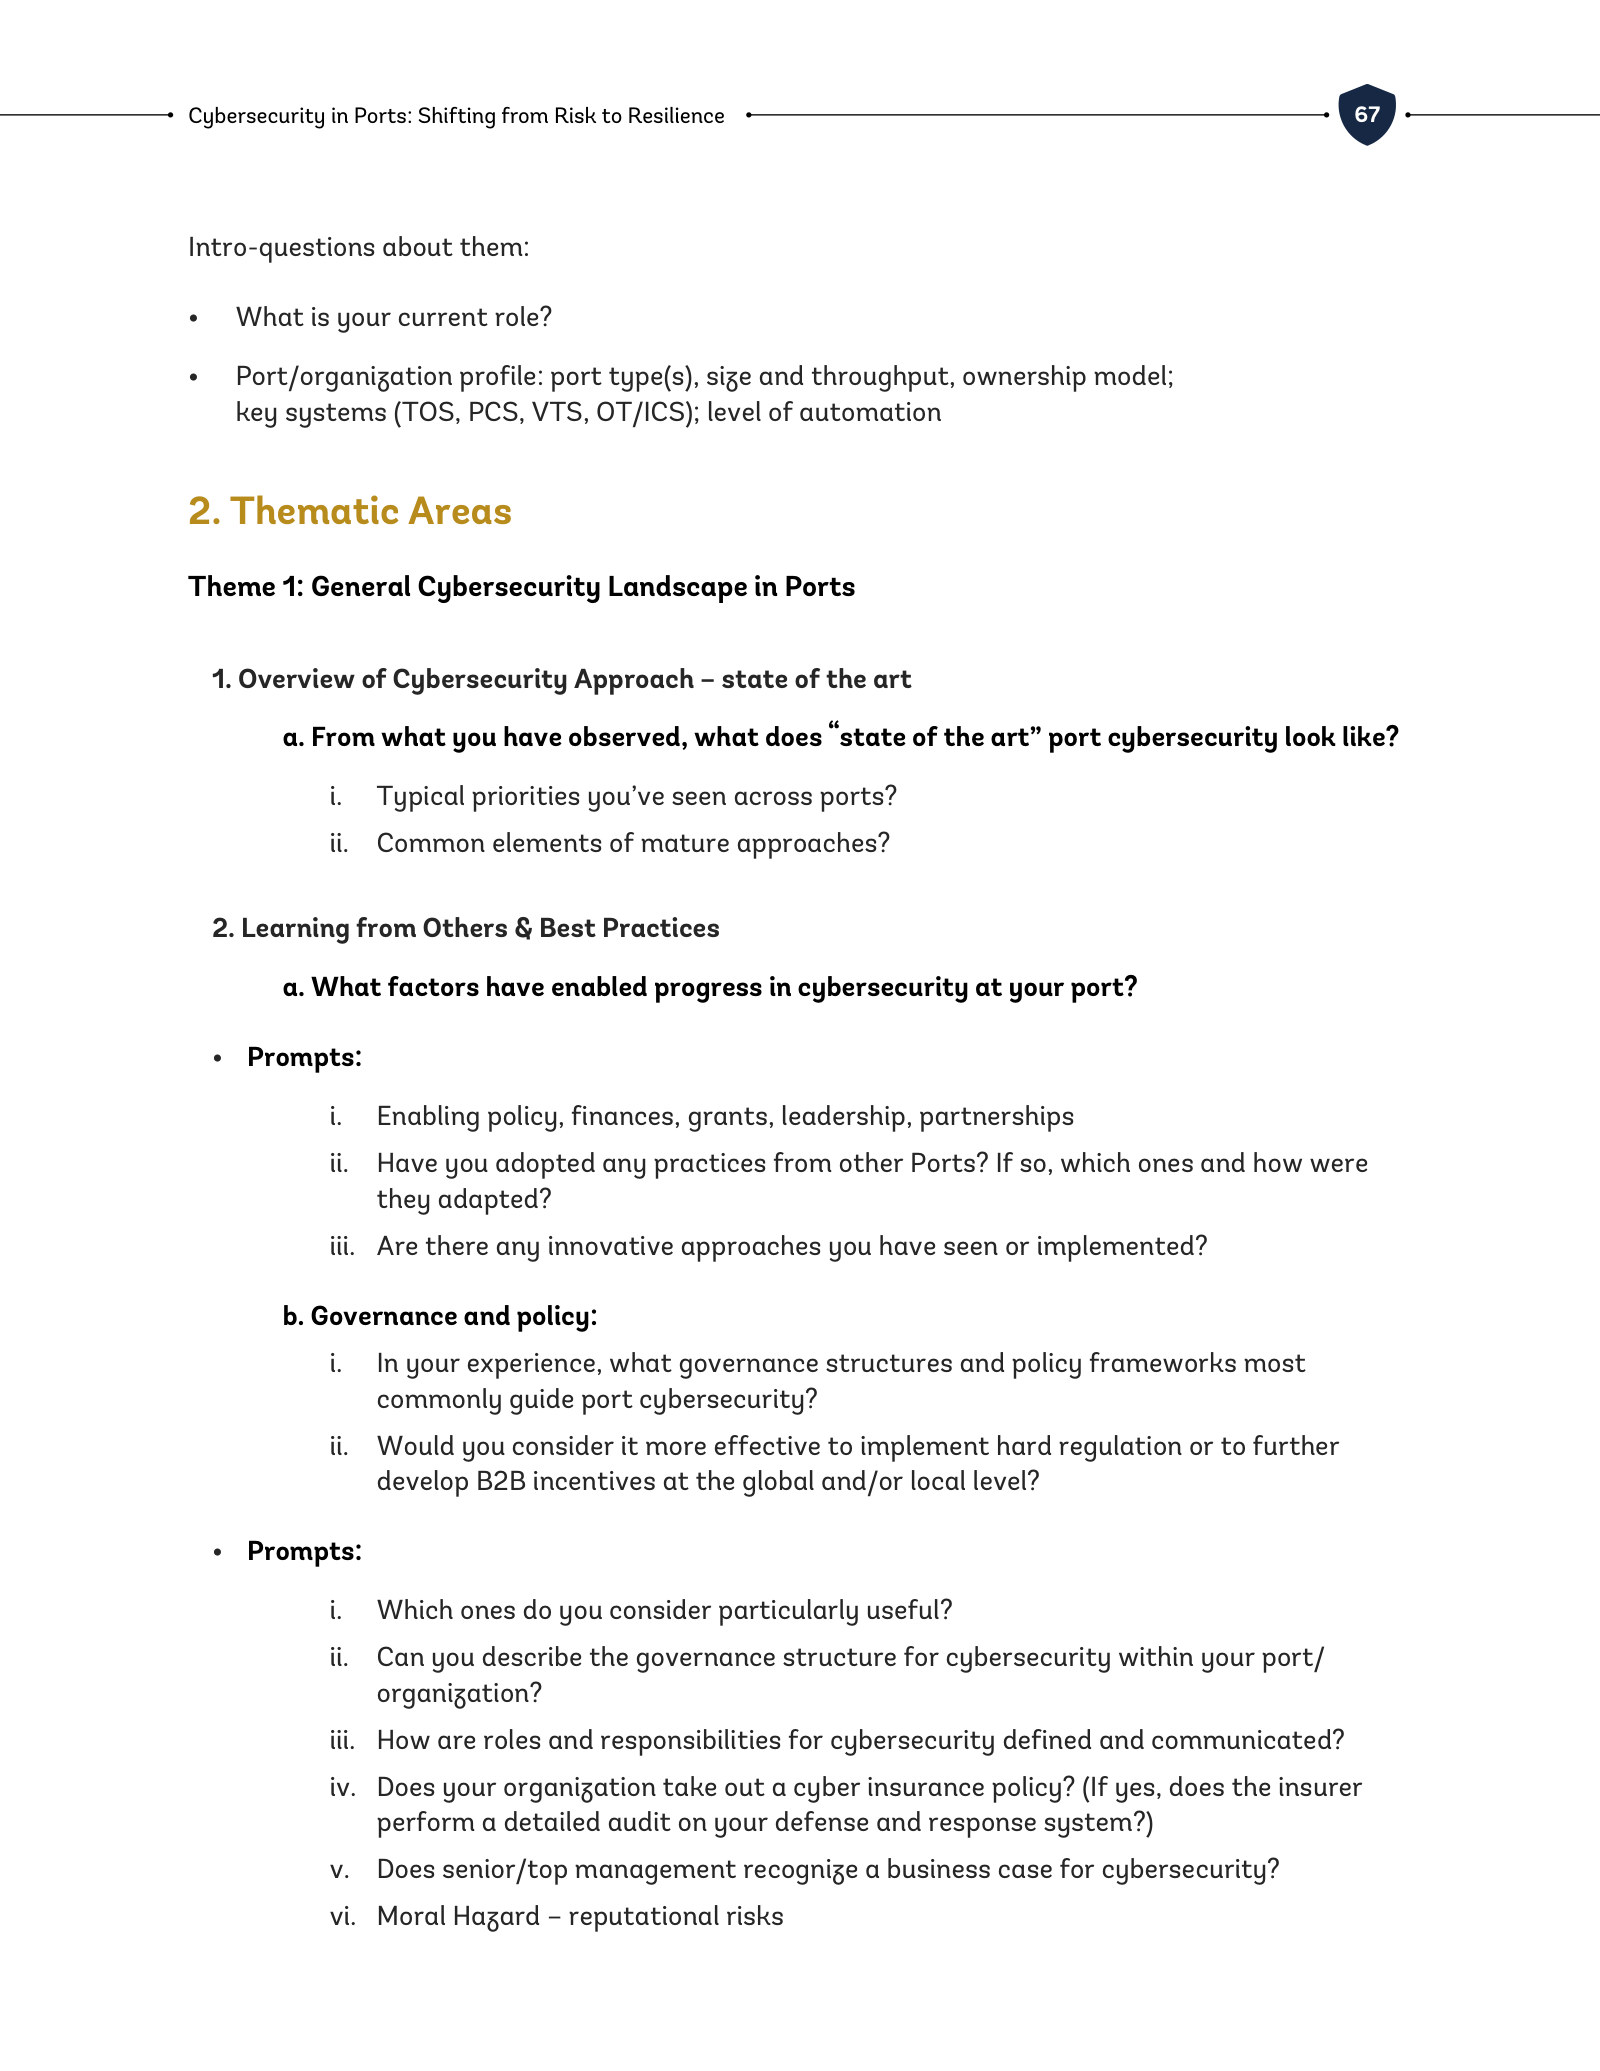 Cybersecurity in Ports: Shifting from Risk to Resilience
67
Intro-questions about them:
• What is your current role?
• Port/organization profile: port type(s), size and throughput, ownership model;
key systems (TOS, PCS, VTS, OT/ICS); level of automation
2. Thematic Areas
Theme 1: General Cybersecurity Landscape in Ports
1. Overview of Cybersecurity Approach – state of the art
a. From what you have observed, what does “state of the art” port cybersecurity look like?
i. Typical priorities you’ve seen across ports?
ii. Common elements of mature approaches?
2. Learning from Others & Best Practices
a. What factors have enabled progress in cybersecurity at your port?
• Prompts:
i. Enabling policy, finances, grants, leadership, partnerships
ii. Have you adopted any practices from other Ports? If so, which ones and how were
they adapted?
iii. Are there any innovative approaches you have seen or implemented?
b. Governance and policy:
i. In your experience, what governance structures and policy frameworks most
commonly guide port cybersecurity?
ii. Would you consider it more effective to implement hard regulation or to further
develop B2B incentives at the global and/or local level?
• Prompts:
i. Which ones do you consider particularly useful?
ii. Can you describe the governance structure for cybersecurity within your port/
organization?
iii. How are roles and responsibilities for cybersecurity defined and communicated?
iv. Does your organization take out a cyber insurance policy? (If yes, does the insurer
perform a detailed audit on your defense and response system?)
v. Does senior/top management recognize a business case for cybersecurity?
vi. Moral Hazard – reputational risks